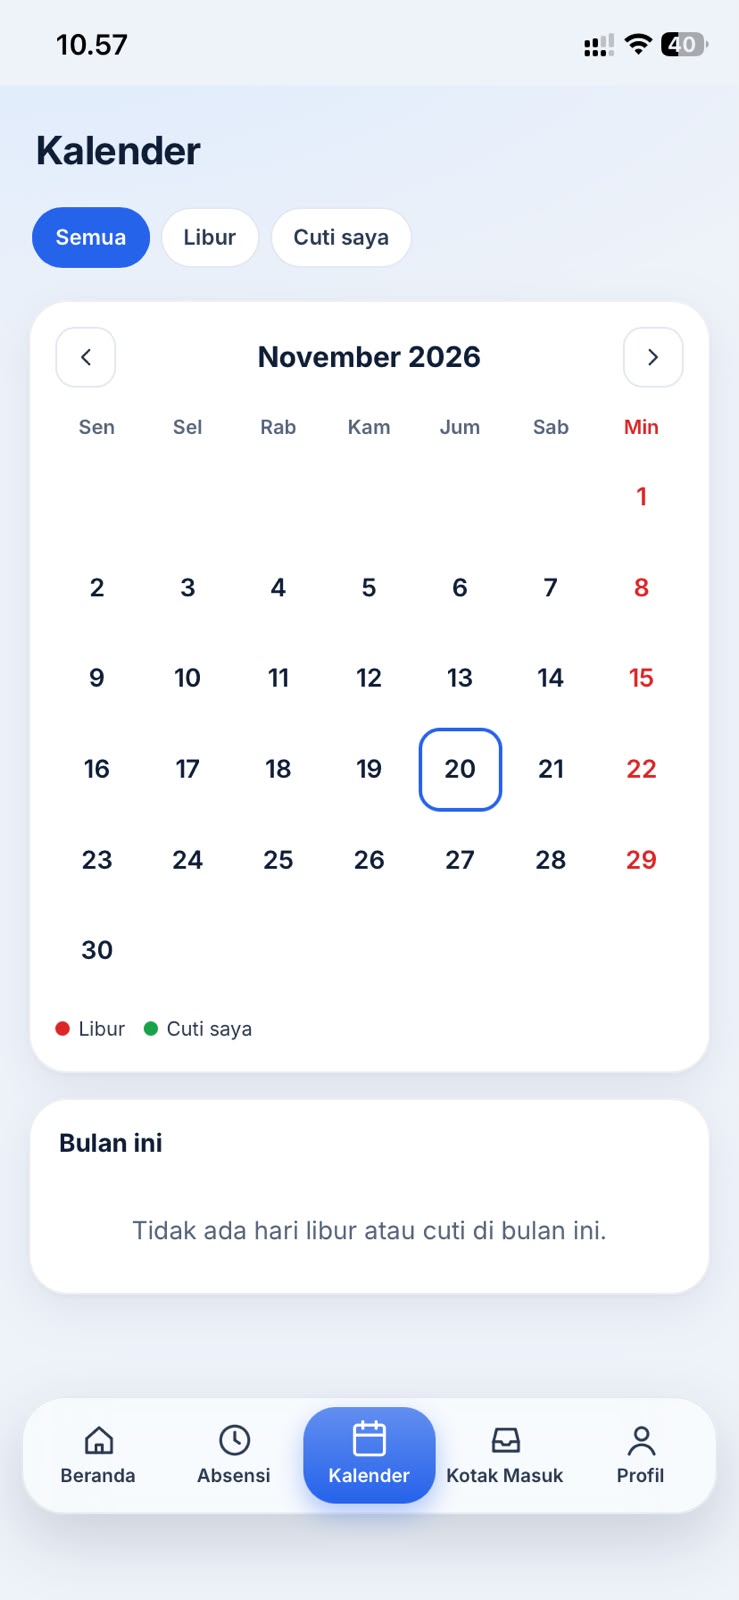 10.57
40
Kalender
Semua Libur Cuti saya
November 2026
Sen Sel Rab Kam Jum Sab Min
1
2 3 4 5 6 7 8
9 10 11 12 13 14 15
16 17 18 19 20 21 22
23 24 25 26 27 28 29
30
Libur Cuti saya
Bulan ini
Tidak ada hari libur atau cuti di bulan ini.
Beranda Absensi Kalender Kotak Masuk Profil